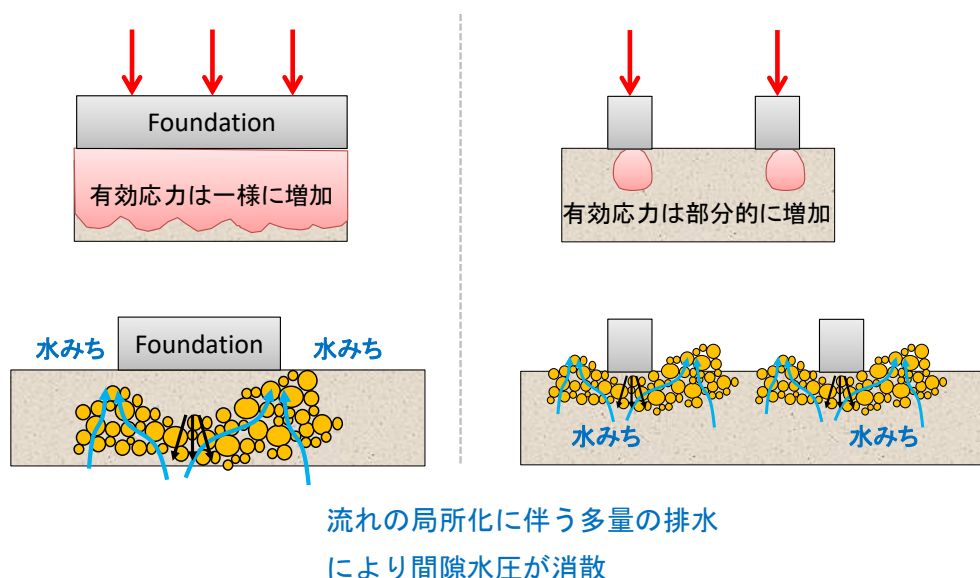 Foundation
有効応力は一様に増加
有効応力は部分的に増加
水みち
Foundation
水みち
水みち
水みち
流れの局所化に伴う多量の排水
により間隙水圧が消散